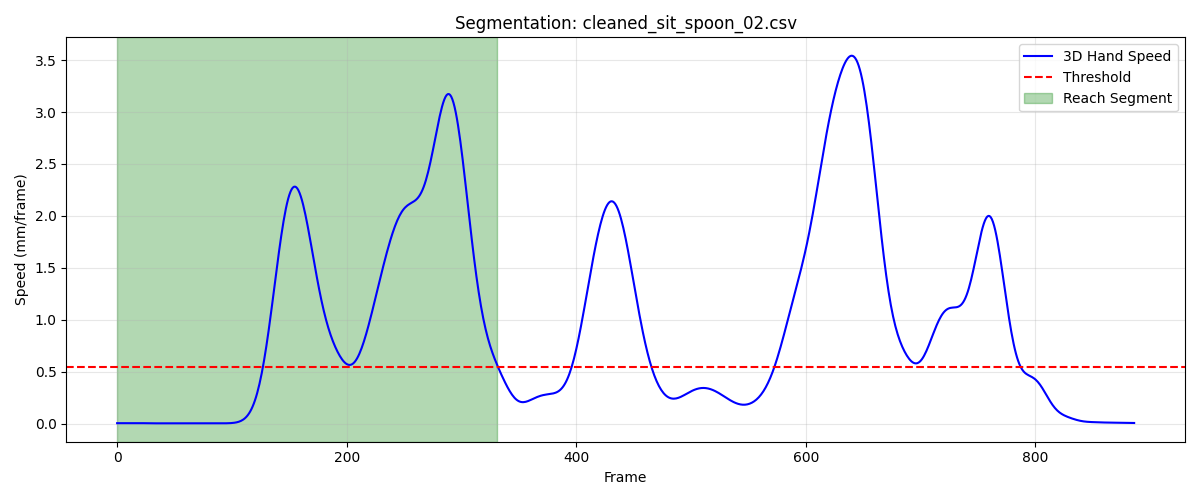 Segmentation: cleaned_sit_spoon_02.csv
3D Hand Speed
Threshold
Reach Segment
Speed (mm/frame)
3.5
3.0
2.5
2.0
1.5
1.0
0.5
0.0
0 200 400 600 800
Frame